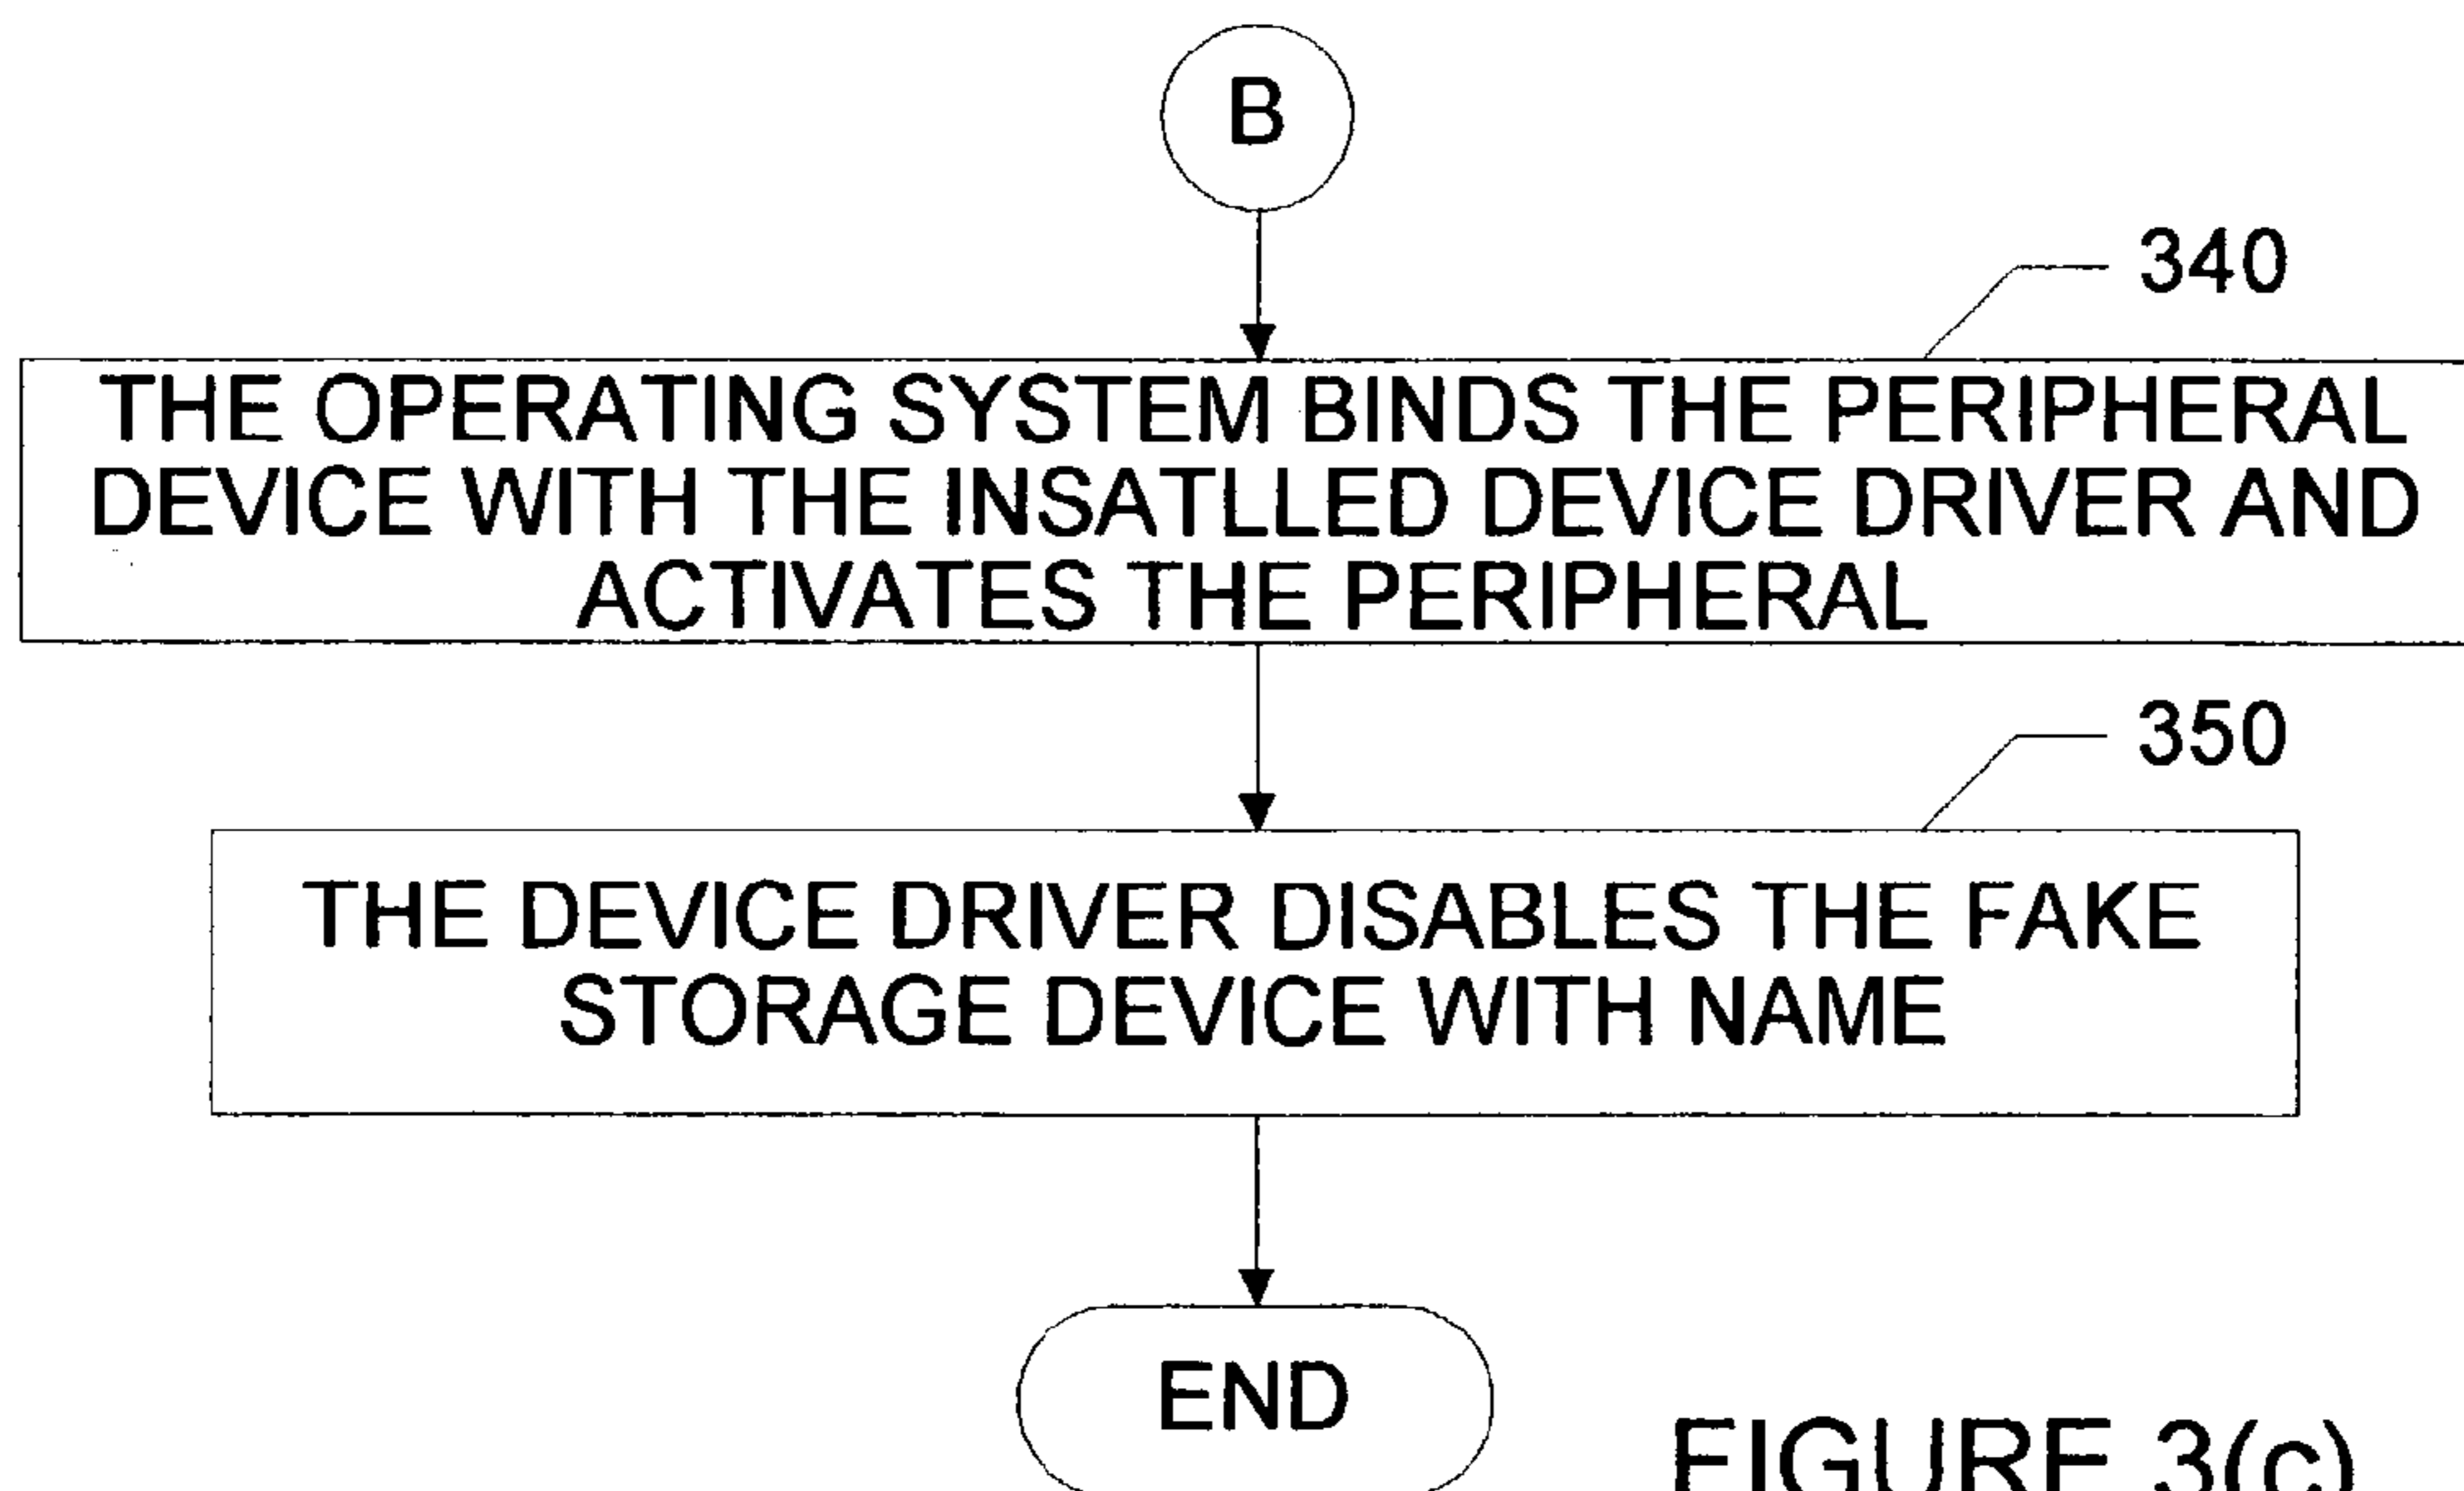 B
340
THE OPERATING SYSTEM BINDS THE PERIPHERAL
DEVICE WITH THE INSATLLED DEVICE DRIVER AND
ACTIVATES THE PERIPHERAL
350
THE DEVICE DRIVER DISABLES THE FAKE
STORAGE DEVICE WITH NAME
END
FIGURE 3(c)